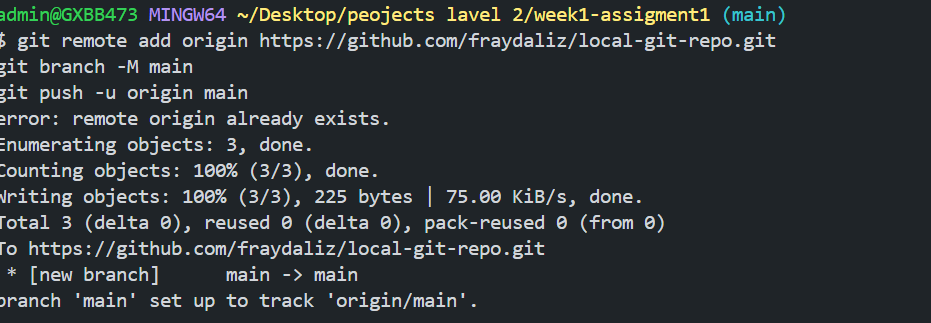 admin@GXBB473 MINGW64 ~/Desktop/peojects lavel 2/week1-assigment1 (main)
$ git remote add origin https://github.com/fraydaliz/local-git-repo.git
git branch -M main
git push -u origin main
error: remote origin already exists.
Enumerating objects: 3, done.
Counting objects: 100% (3/3), done.
Writing objects: 100% (3/3), 225 bytes | 75.00 KiB/s, done.
Total 3 (delta 0), reused 0 (delta 0), pack-reused 0 (from 0)
To https://github.com/fraydaliz/local-git-repo.git
 * [new branch]      main -> main
branch 'main' set up to track 'origin/main'.